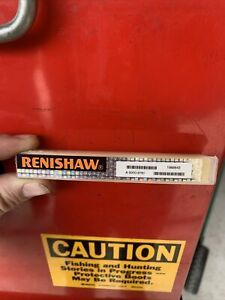 RENISHAW
CAUTION
Fishing and Hunting
Stories in Progress
Protective Boots
May Be Required.